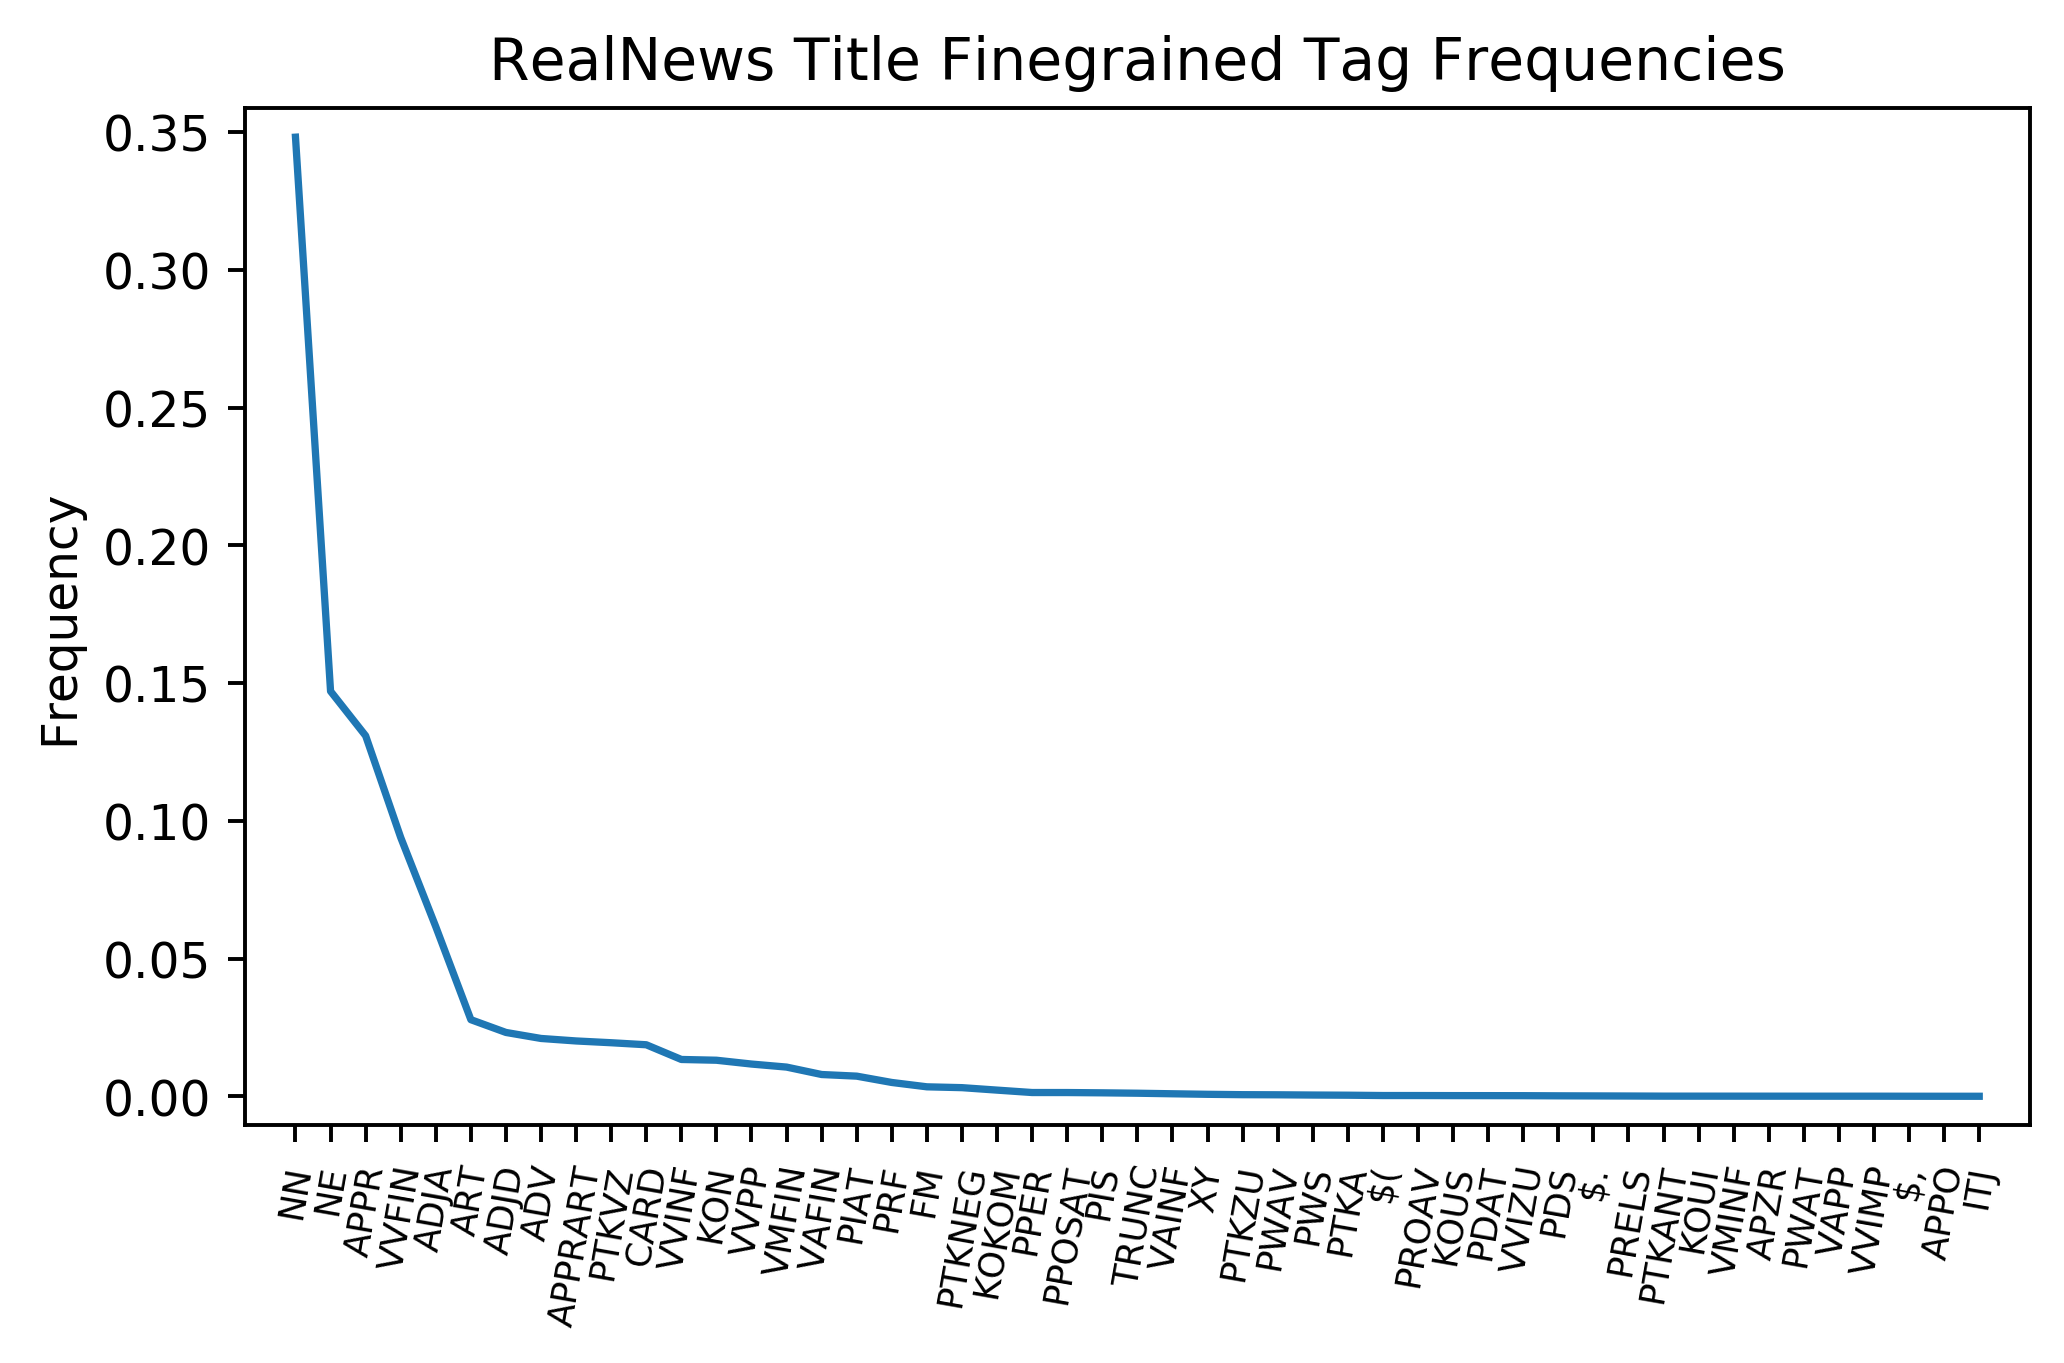 RealNews Title Finegrained Tag Frequencies
Frequency
0.35
0.30
0.25
0.20
0.15
0.10
0.05
0.00
NN
NE
APPR
VVFIN
ADJA
ART
ADJD
ADV
APPRART
PTKVZ
CARD
VVINF
KON
VVPP
VMFIN
VAFIN
PIAT
PRF
FM
PTKNEG
KOKOM
PPER
PPOSAT
PIS
TRUNC
VAINF
XY
PTKZU
PWAV
PWS
PTKA
$(
PROAV
KOUS
PDAT
VVIZU
PDS
$.
PRELS
PTKANT
KOUI
VMINF
APZR
PWAT
VAPP
VVIMP
$,
APPO
ITJ